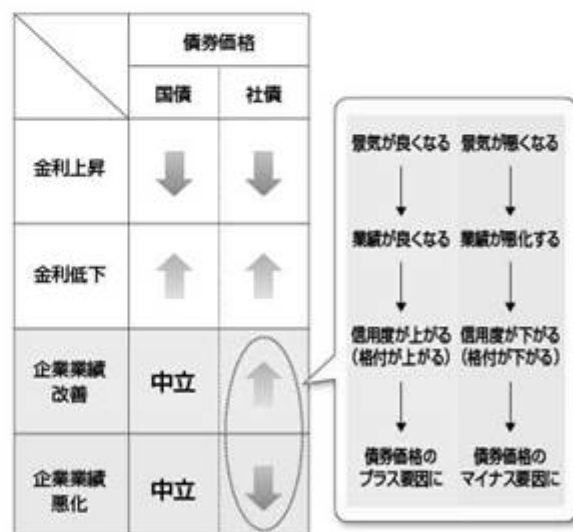 債券価格
国債
社債
金利上昇
金利低下
企業業績
改善
中立
企業業績
悪化
中立
景気が良くなる
業績が良くなる
信用度が上がる
(格付が上がる)
債券価格の
プラス要因に
景気が悪くなる
業績が悪化する
信用度が下がる
(格付が下がる)
債券価格の
マイナス要因に